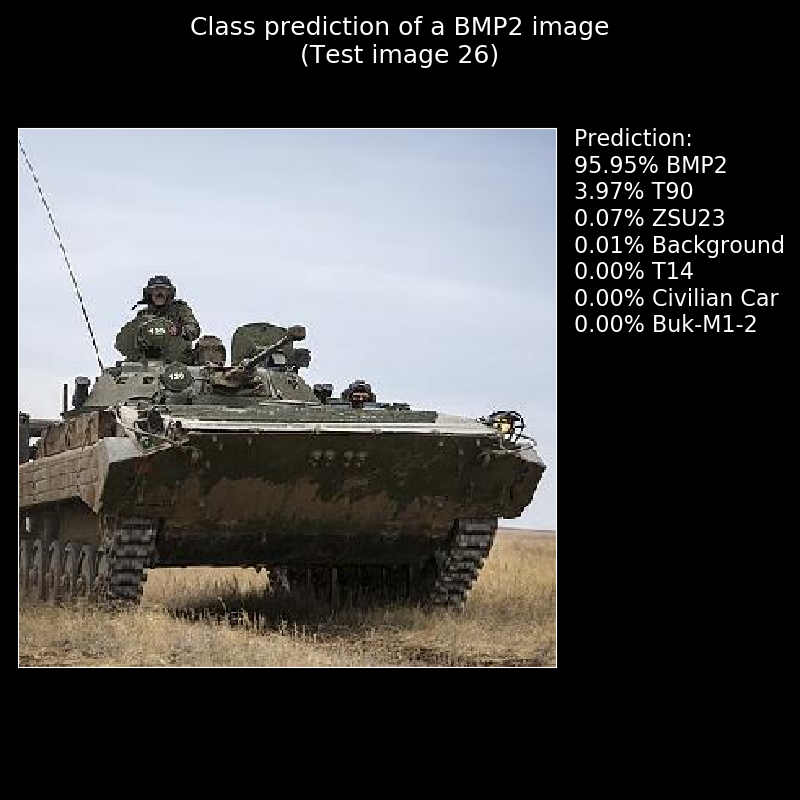 Class prediction of a BMP2 image
(Test image 26)
Prediction:
95.95% BMP2
3.97% T90
0.07% ZSU23
0.01% Background
0.00% T14
0.00% Civilian Car
0.00% Buk-M1-2